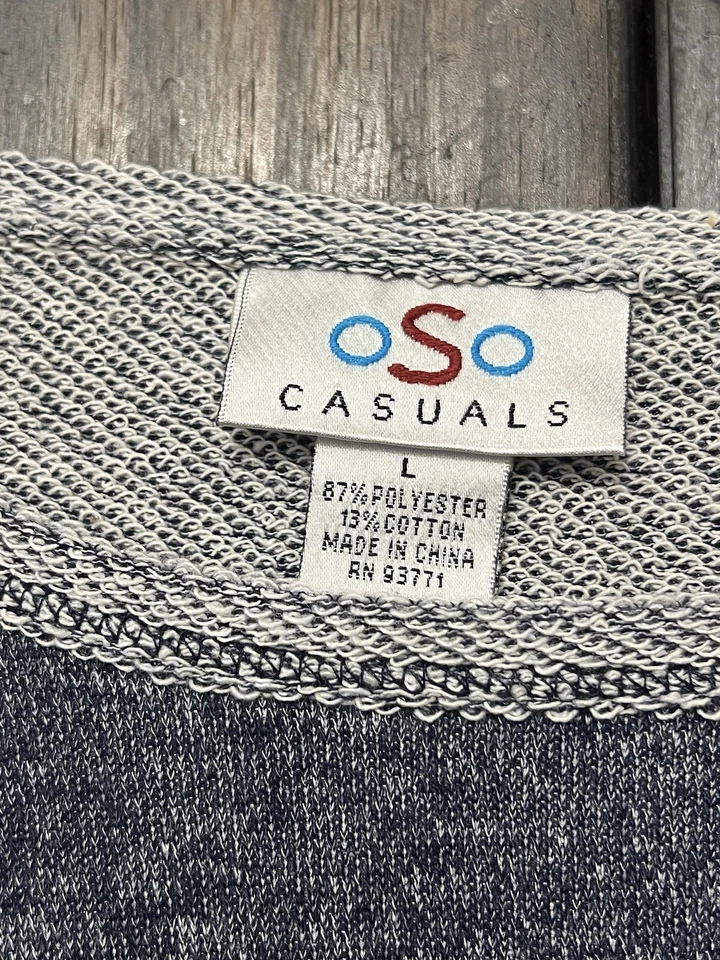 oSo
CASUALS
L
87% POLYESTER
13% COTTON
MADE IN CHINA
RN 93771